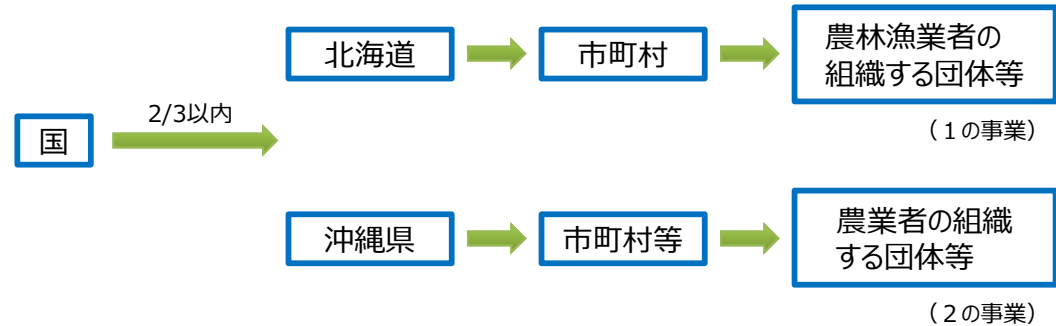 国
2/3以内
北海道
市町村
農林漁業者の
組織する団体等
（１の事業）
沖縄県
市町村等
農業者の組織
する団体等
（２の事業）